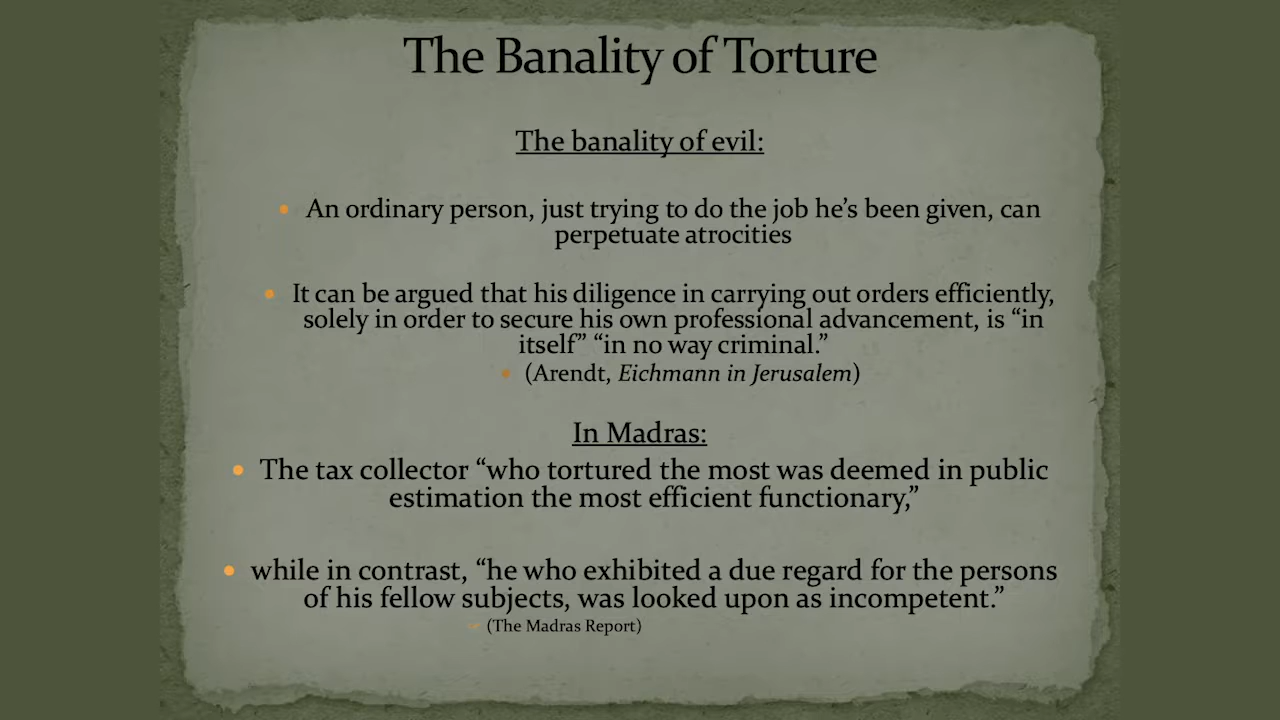 The Banality of Torture
The banality of evil:
• An ordinary person, just trying to do the job he’s been given, can
perpetuate atrocities
• It can be argued that his diligence in carrying out orders efficiently,
solely in order to secure his own professional advancement, is “in
itself” “in no way criminal.”
• (Arendt, Eichmann in Jerusalem)
In Madras:
• The tax collector “who tortured the most was deemed in public
estimation the most efficient functionary,”
• while in contrast, “he who exhibited a due regard for the persons
of his fellow subjects, was looked upon as incompetent.”
(The Madras Report)